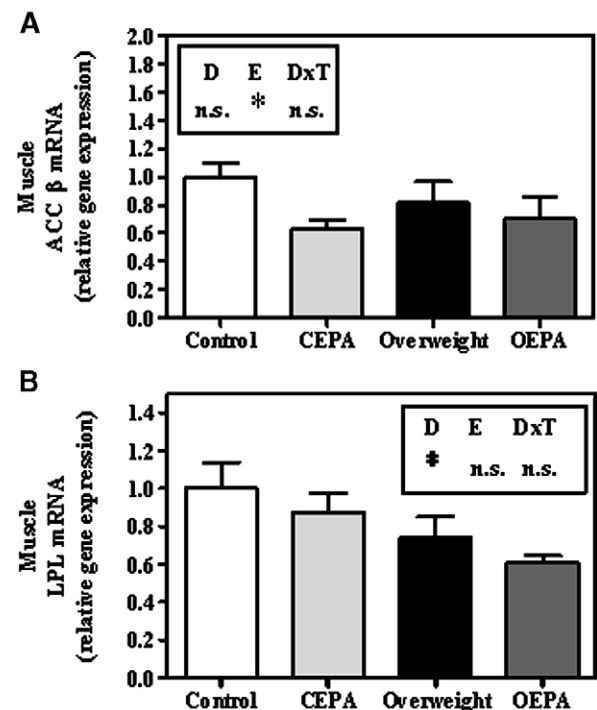 A
Muscle
ACC β mRNA
(relative gene expression)
2.0
1.8
1.6
1.4
1.2
1.0
0.8
0.6
0.4
0.2
0.0
D E DxT
n.s. * n.s.
Control CEPA Overweight OEPA
B
Muscle
LPL mRNA
(relative gene expression)
1.4
1.2
1.0
0.8
0.6
0.4
0.2
0.0
D E DxT
* n.s. n.s.
Control CEPA Overweight OEPA